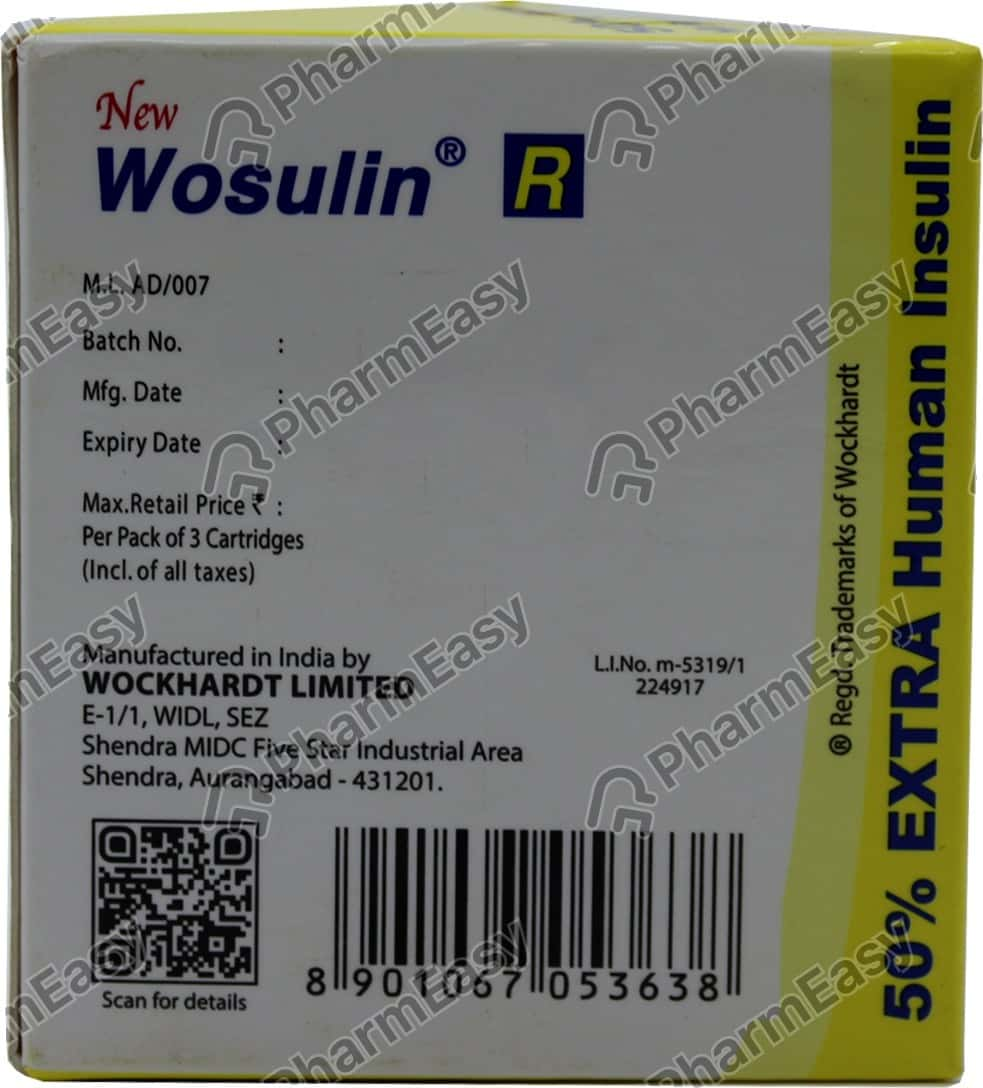 New
Wosulin® R
M.L. AD/007
Batch No. :
Mfg. Date :
Expiry Date :
Max.Retail Price ₹ :
Per Pack of 3 Cartridges
(Incl. of all taxes)
Manufactured in India by
WOCKHARDT LIMITED
E-1/1, WIDL, SEZ
Shendra MIDC Five Star Industrial Area
Shendra, Aurangabad - 431201.
L.I.No. m-5319/1
224917
Scan for details
8 901067 053638
® Regd. Trademarks of Wockhardt
50% EXTRA Human Insulin
PharmEasy
PharmEasy
PharmEasy
PharmEasy
PharmEasy
PharmEasy
PharmEasy
PharmEasy